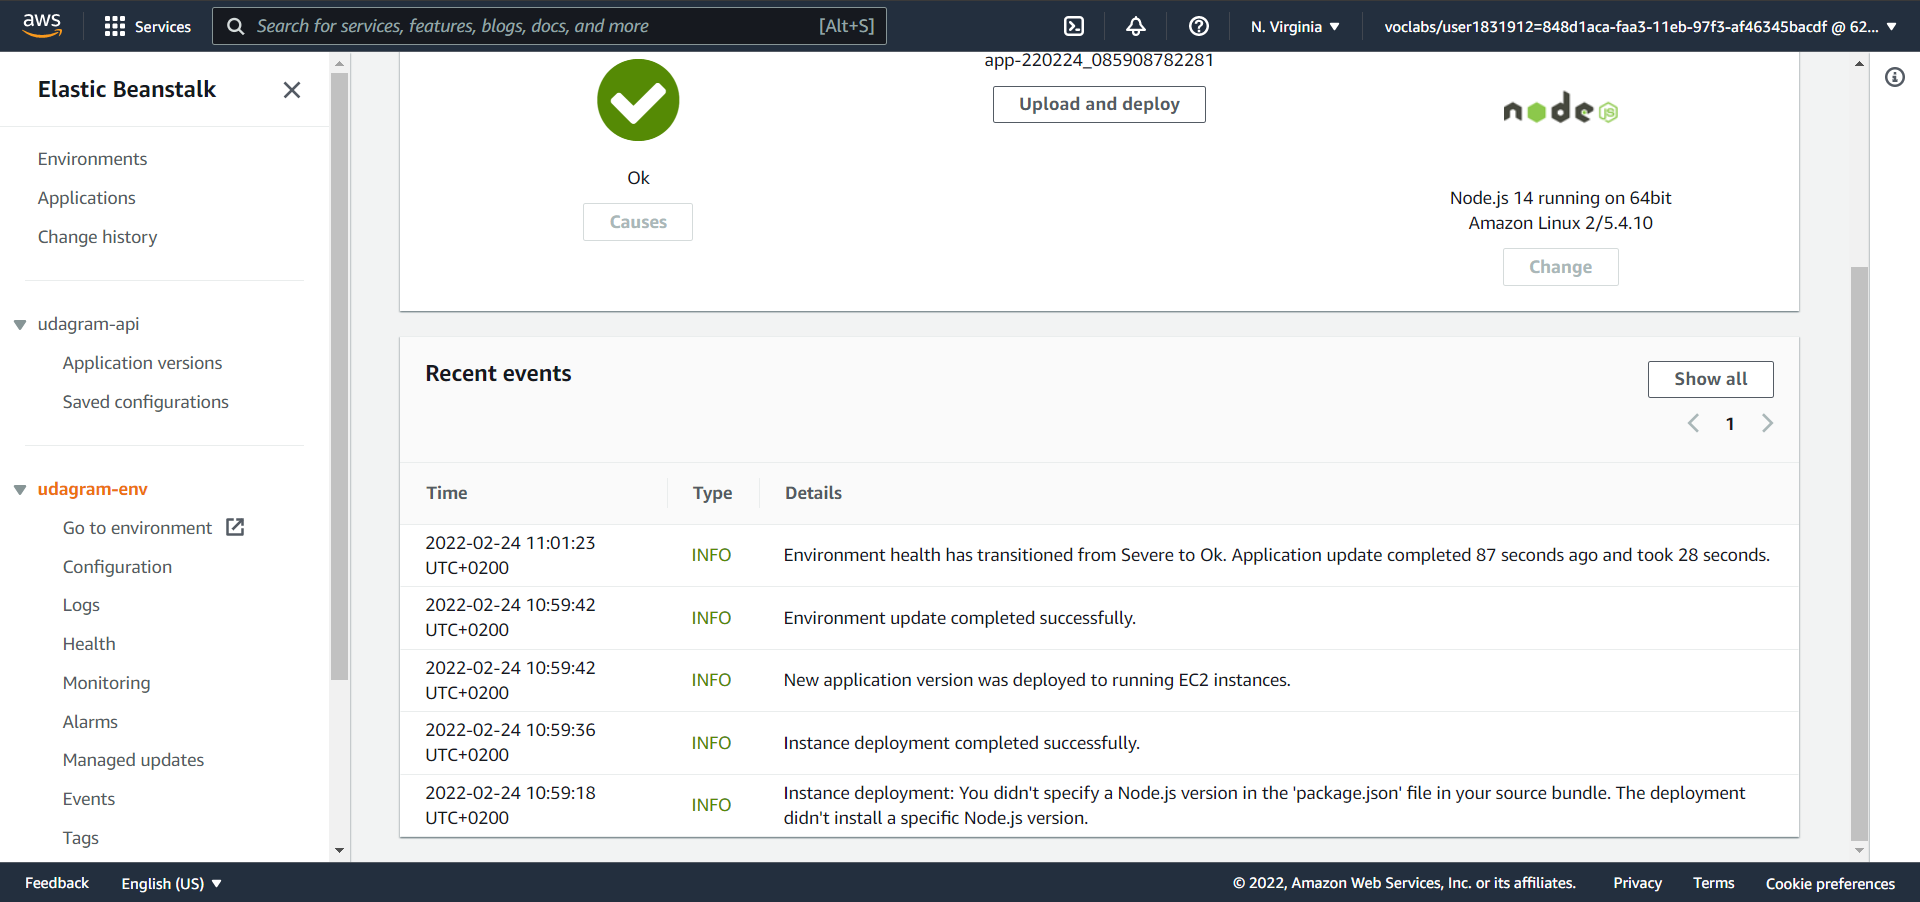 aws
Services
Search for services, features, blogs, docs, and more
[Alt+S]
N. Virginia
voclabs/user1831912=848d1aca-faa3-11eb-97f3-af46345bacdf @ 62...
Elastic Beanstalk
Environments
Applications
Change history
udagram-api
Application versions
Saved configurations
udagram-env
Go to environment
Configuration
Logs
Health
Monitoring
Alarms
Managed updates
Events
Tags
Ok
Causes
app-220224_085908782281
Upload and deploy
node JS
Node.js 14 running on 64bit
Amazon Linux 2/5.4.10
Change
Recent events
Show all
1
Time Type Details
2022-02-24 11:01:23
UTC+0200
INFO
Environment health has transitioned from Severe to Ok. Application update completed 87 seconds ago and took 28 seconds.
2022-02-24 10:59:42
UTC+0200
INFO
Environment update completed successfully.
2022-02-24 10:59:42
UTC+0200
INFO
New application version was deployed to running EC2 instances.
2022-02-24 10:59:36
UTC+0200
INFO
Instance deployment completed successfully.
2022-02-24 10:59:18
UTC+0200
INFO
Instance deployment: You didn't specify a Node.js version in the 'package.json' file in your source bundle. The deployment
didn't install a specific Node.js version.
Feedback
English (US)
© 2022, Amazon Web Services, Inc. or its affiliates.
Privacy
Terms
Cookie preferences